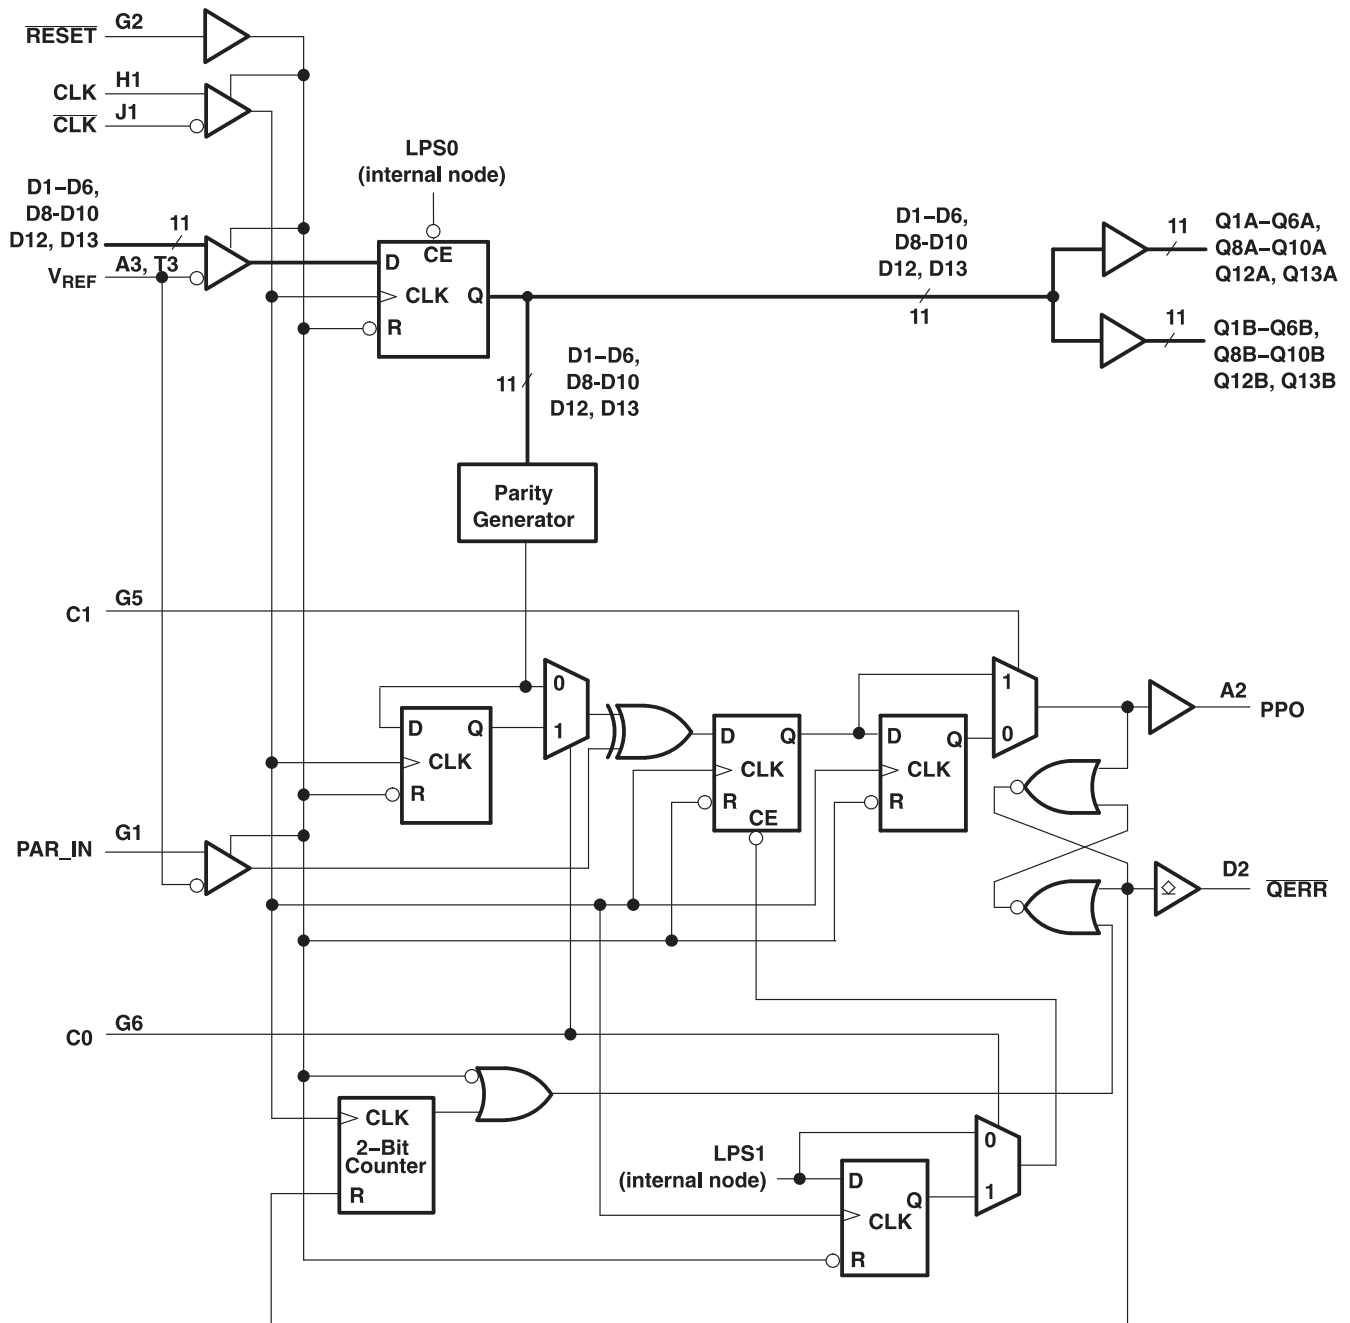 RESET
G2
CLK
H1
CLK
J1
LPS0
(internal node)
D1–D6,
D8-D10
D12, D13
11
VREF
A3, T3
D
CE
CLK
Q
R
D1–D6,
D8-D10
D12, D13
11
11
Q1A–Q6A,
Q8A–Q10A
Q12A, Q13A
11
Q1B–Q6B,
Q8B–Q10B
Q12B, Q13B
11
D1–D6,
D8-D10
D12, D13
Parity
Generator
C1
G5
0
1
D
Q
CLK
R
D
Q
CLK
R
CE
D
Q
CLK
R
1
0
A2
PPO
PAR_IN
G1
D2
QERR
C0
G6
CLK
2–Bit
Counter
R
LPS1
(internal node)
D
Q
CLK
R
0
1